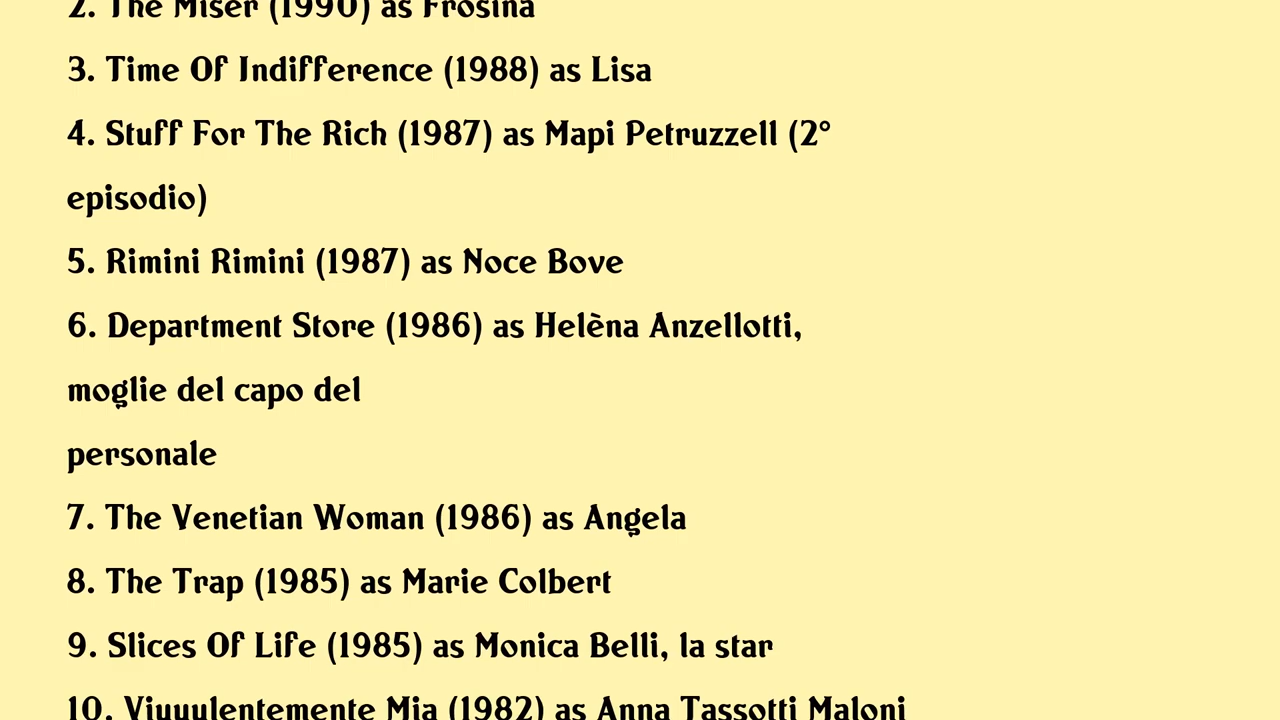 2. The Miser (1990) as Frosina
3. Time Of Indifference (1988) as Lisa
4. Stuff For The Rich (1987) as Mapi Petruzzell (2°
episodio)
5. Rimini Rimini (1987) as Noce Bove
6. Department Store (1986) as Helèna Anzellotti,
moglie del capo del
personale
7. The Venetian Woman (1986) as Angela
8. The Trap (1985) as Marie Colbert
9. Slices Of Life (1985) as Monica Belli, la star
10. Viuuulentemente Mia (1982) as Anna Tassotti Maloni